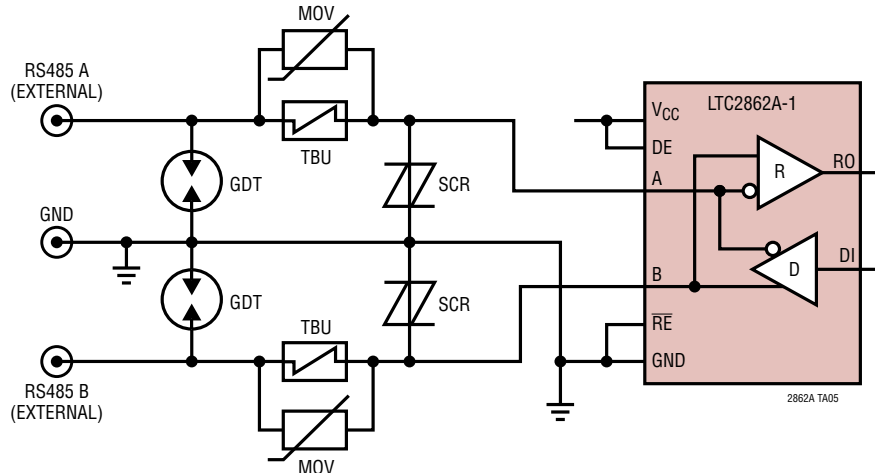 MOV
RS485 A
(EXTERNAL)
TBU
GDT
SCR
GND
GDT
SCR
TBU
RS485 B
(EXTERNAL)
MOV
LTC2862A-1
VCC
DE
A
R
RO
DI
D
B
RE
GND
2862A TA05